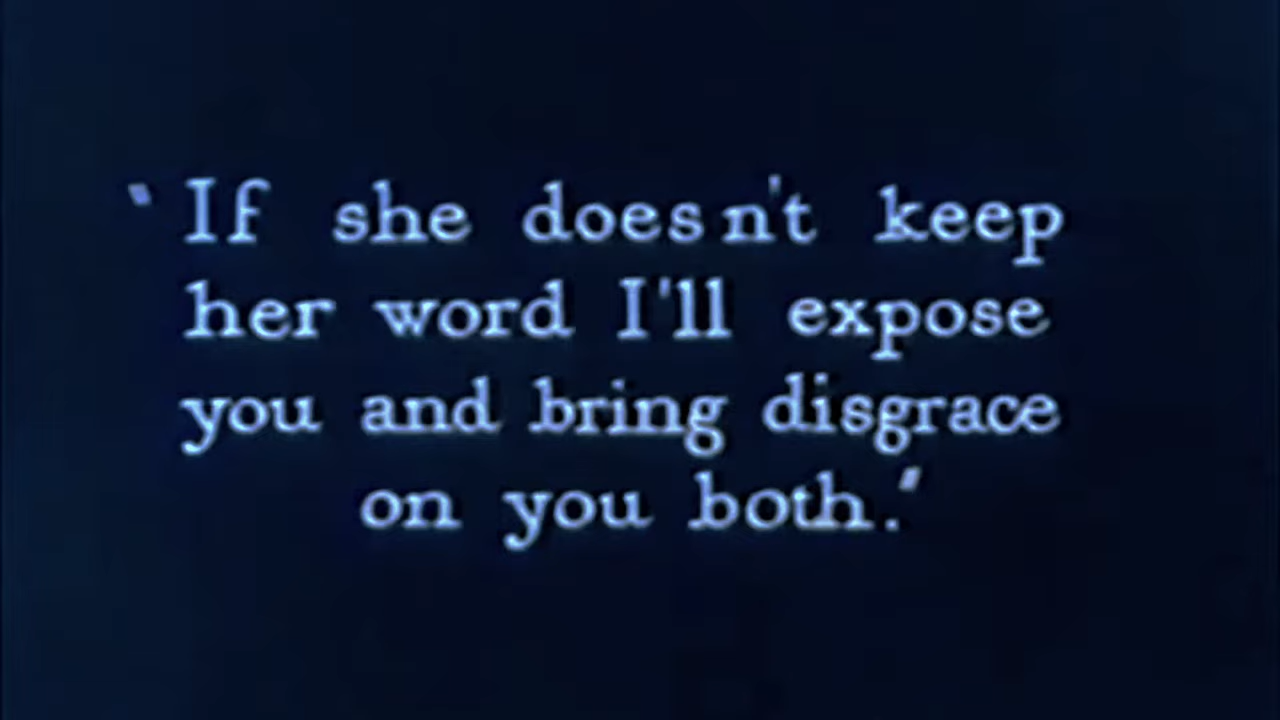 ‵If she doesn't keep
her word I'll expose
you and bring disgrace
on you both.′